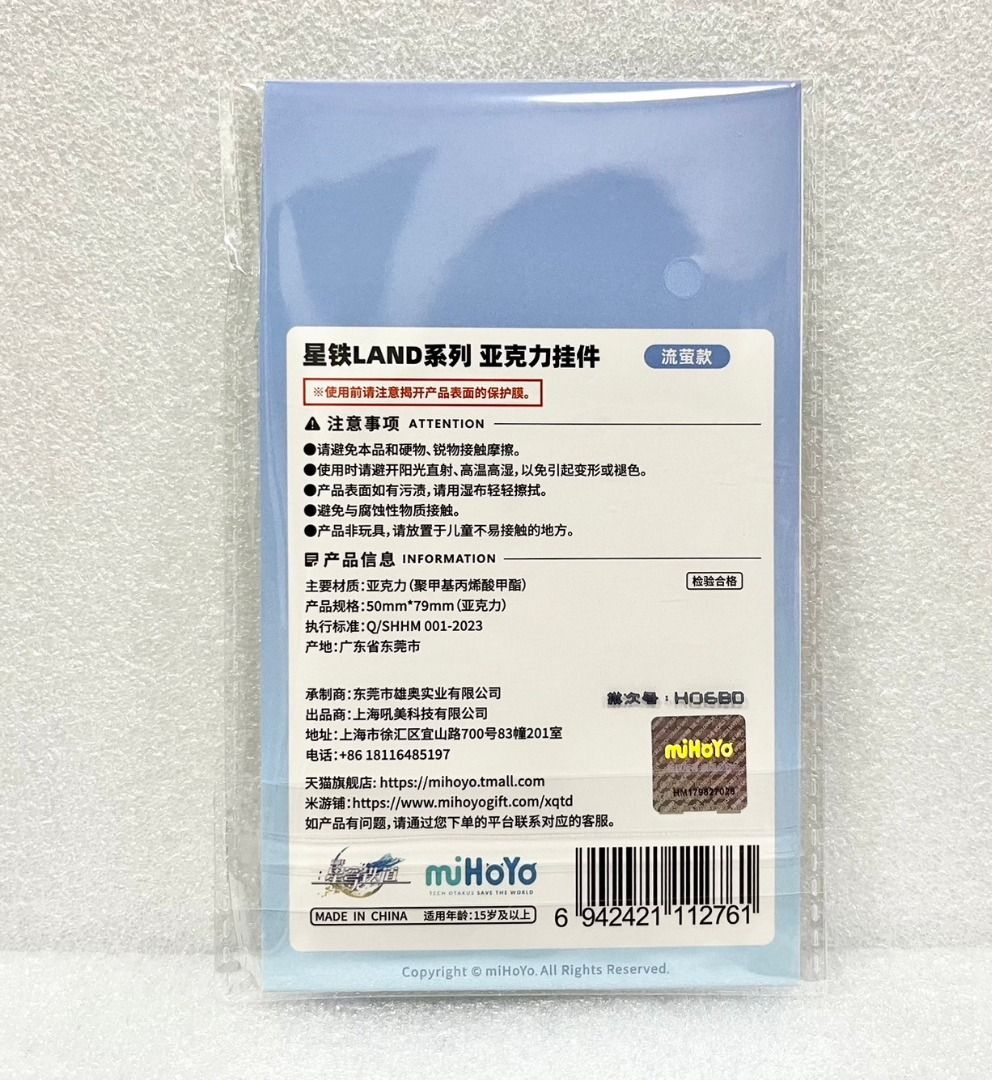 星铁LAND系列 亚克力挂件
流萤款
※使用前请注意揭开产品表面的保护膜。
注意事项 ATTENTION
●请避免本品和硬物、锐物接触摩擦。
●使用时请避开阳光直射、高温高湿,以免引起变形或褪色。
●产品表面如有污渍,请用湿布轻轻擦拭。
●避免与腐蚀性物质接触。
●产品非玩具,请放置于儿童不易接触的地方。
产品信息 INFORMATION
主要材质:亚克力(聚甲基丙烯酸甲酯)
检验合格
产品规格:50mm*79mm(亚克力)
执行标准:Q/SHHM 001-2023
产地:广东省东莞市
承制商:东莞市雄奥实业有限公司
批次号:H06BD
出品商:上海吼美科技有限公司
地址:上海市徐汇区宜山路700号83幢201室
电话:+86 18116485197
miHoYo
HM179827028
天猫旗舰店: https://mihoyo.tmall.com
米游铺:https://www.mihoyogift.com/xqtd
如产品有问题,请通过您下单的平台联系对应的客服。
崩坏 星穹铁道
miHoYo
TECH OTAKUS SAVE THE WORLD
MADE IN CHINA 适用年龄:15岁及以上
6 942421 112761
Copyright © miHoYo. All Rights Reserved.